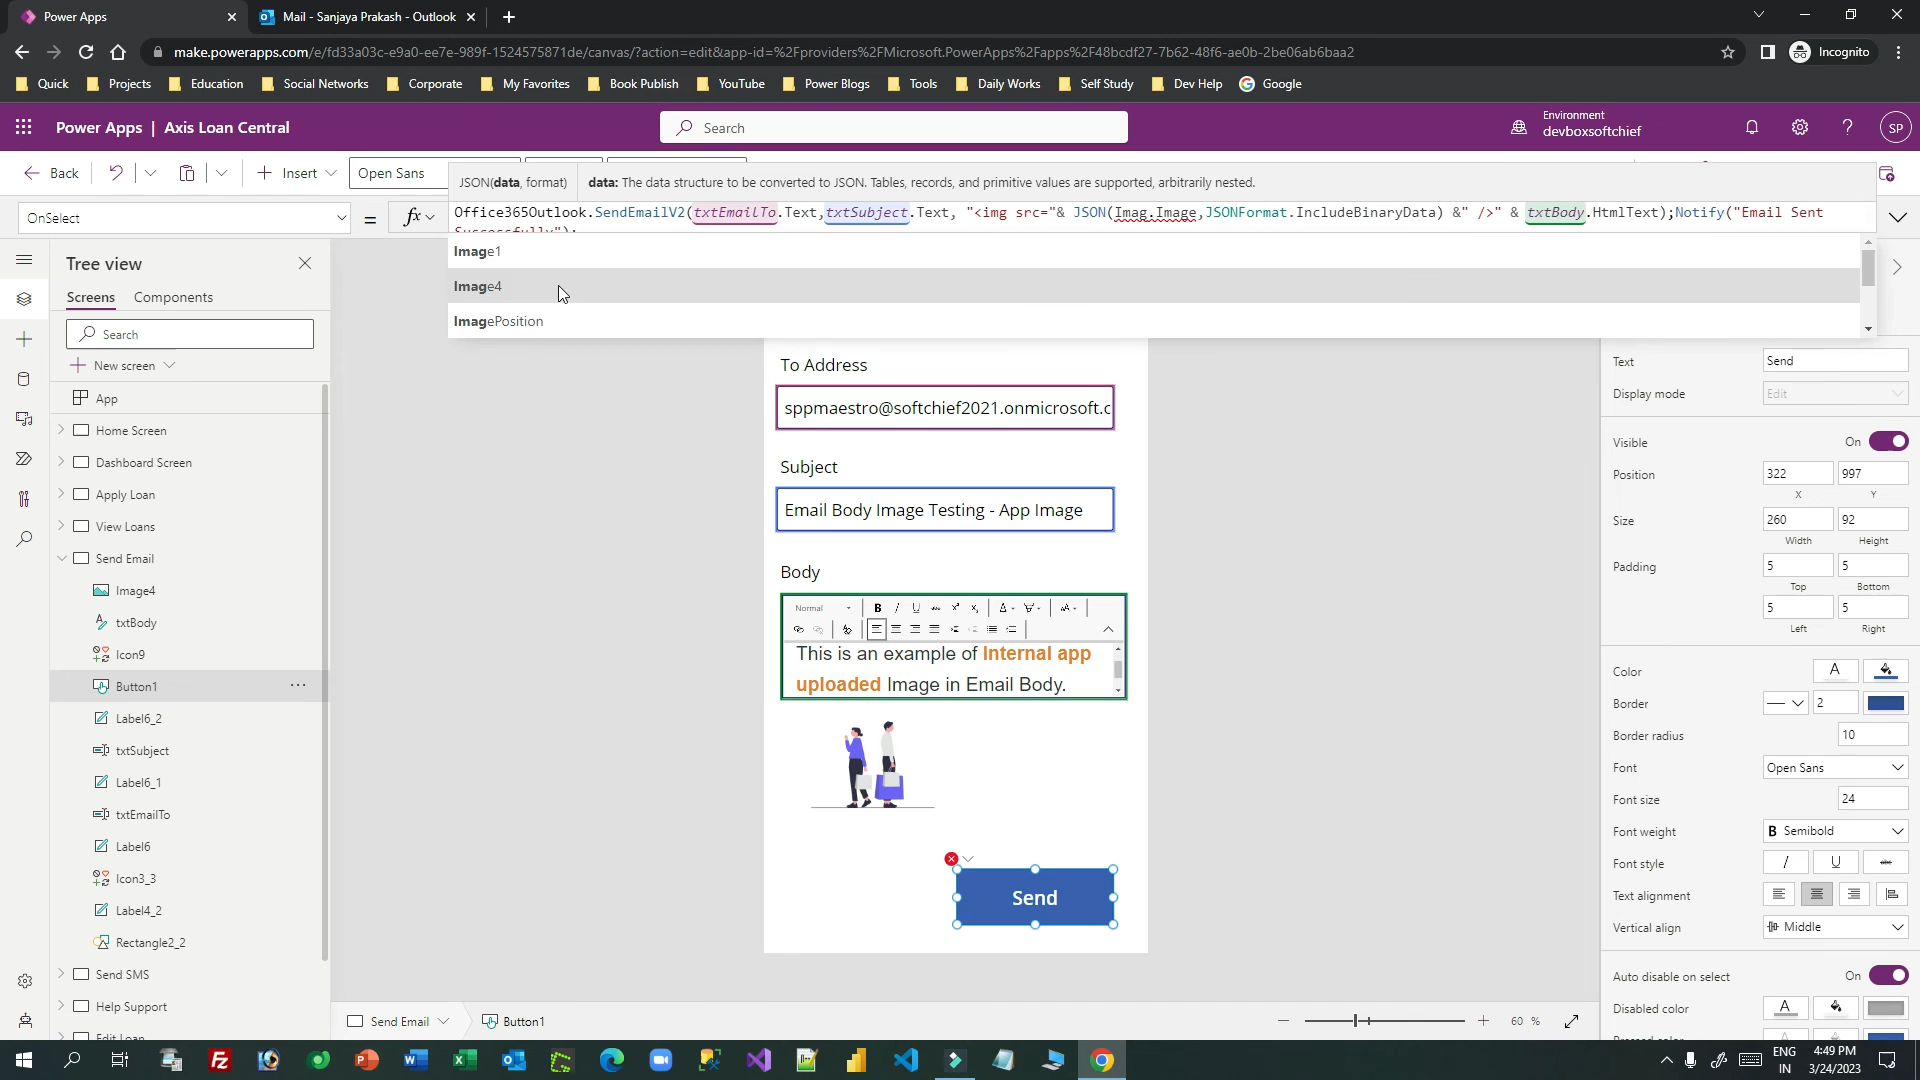 Power Apps
Mail - Sanjaya Prakash - Outlook
make.powerapps.com/e/fd33a03c-e9a0-ee7e-989f-1524575871de/canvas/?action=edit&app-id=%2Fproviders%2FMicrosoft.PowerApps%2Fapps%2F48bcdf27-7b62-48f6-ae0b-2be06ab6baa2
Incognito
Quick Projects Education Social Networks Corporate My Favorites Book Publish YouTube Power Blogs Tools Daily Works Self Study Dev Help Google
Power Apps | Axis Loan Central
Search
Environment
devboxsoftchief
SP
Back
Insert
Open Sans
JSON(data, format)
data: The data structure to be converted to JSON. Tables, records, and primitive values are supported, arbitrarily nested.
OnSelect
= fx
Office365Outlook.SendEmailV2(txtEmailTo.Text,txtSubject.Text, "<img src="& JSON(Imag.Image,JSONFormat.IncludeBinaryData) &" />" & txtBody.HtmlText);Notify("Email Sent
Successfully");
Image1
Image4
ImagePosition
Tree view
Screens Components
Search
New screen
App
Home Screen
Dashboard Screen
Apply Loan
View Loans
Send Email
Image4
txtBody
Icon9
Button1
Label6_2
txtSubject
Label6_1
txtEmailTo
Label6
Icon3_3
Label4_2
Rectangle2_2
Send SMS
Help Support
Edit Loan
To Address
sppmaestro@softchief2021.onmicrosoft.c
Subject
Email Body Image Testing - App Image
Body
Normal
This is an example of Internal app
uploaded Image in Email Body.
Send
Text Send
Display mode Edit
Visible On
Position 322 997
X Y
Size 260 92
Width Height
Padding 5 5
Top Bottom
5 5
Left Right
Color
Border 2
Border radius 10
Font Open Sans
Font size 24
Font weight B Semibold
Font style
Text alignment
Vertical align Middle
Auto disable on select On
Disabled color
Pressed color
Send Email Button1
60 %
ENG
IN
4:49 PM
3/24/2023